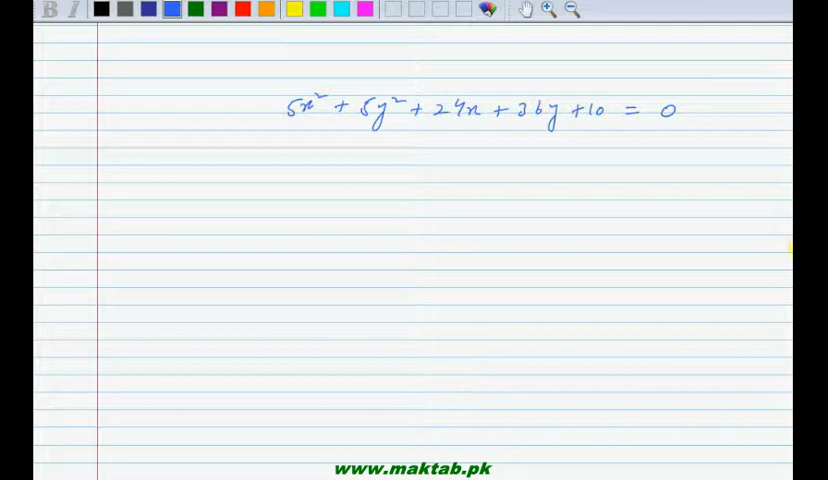 B I
5x² + 5y² + 24x + 36y + 10 = 0
www.maktab.pk